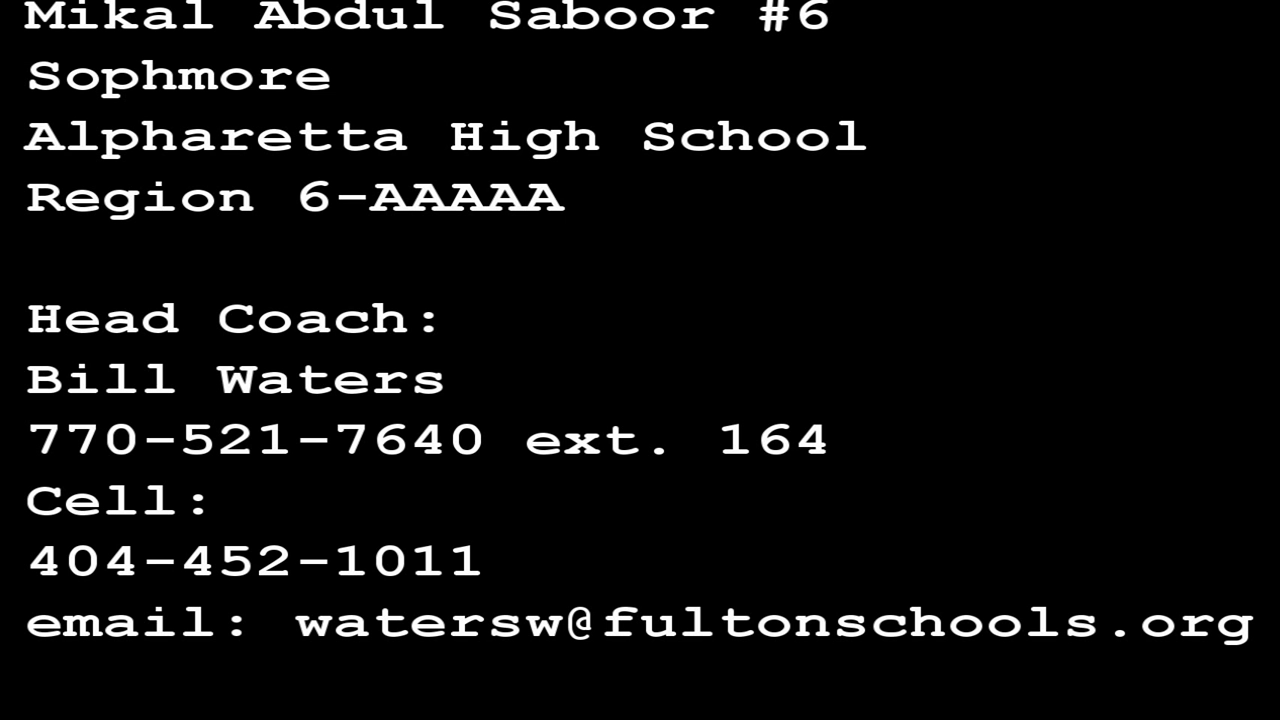 Mikal Abdul Saboor #6
Sophmore
Alpharetta High School
Region 6-AAAAA
Head Coach:
Bill Waters
770-521-7640 ext. 164
Cell:
404-452-1011
email: watersw@fultonschools.org